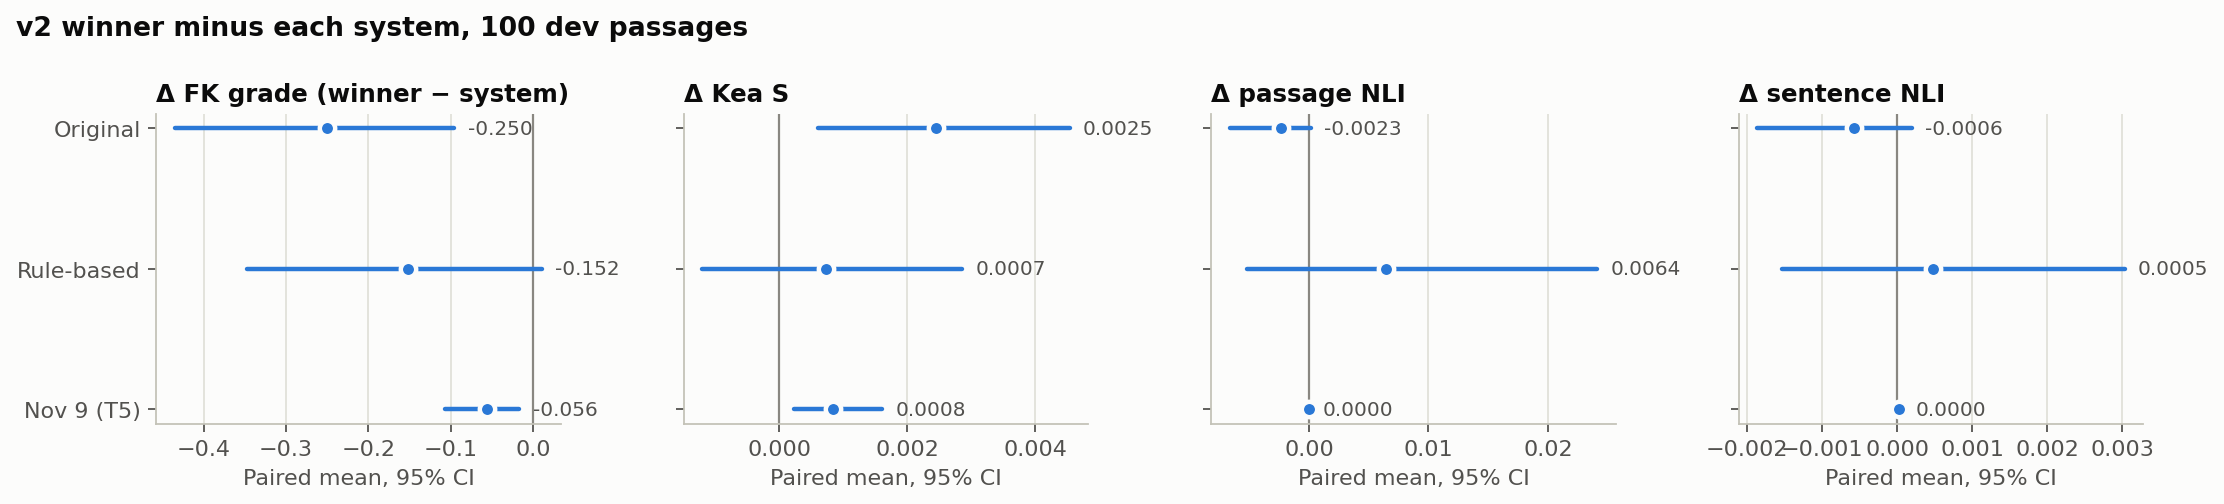 v2 winner minus each system, 100 dev passages
Δ FK grade (winner − system)
Original
Rule-based
Nov 9 (T5)
-0.250
-0.152
-0.056
−0.4 −0.3 −0.2 −0.1 0.0
Paired mean, 95% CI
Δ Kea S
0.0025
0.0007
0.0008
0.000 0.002 0.004
Paired mean, 95% CI
Δ passage NLI
-0.0023
0.0064
0.0000
0.00 0.01 0.02
Paired mean, 95% CI
Δ sentence NLI
-0.0006
0.0005
0.0000
−0.002 −0.001 0.000 0.001 0.002 0.003
Paired mean, 95% CI